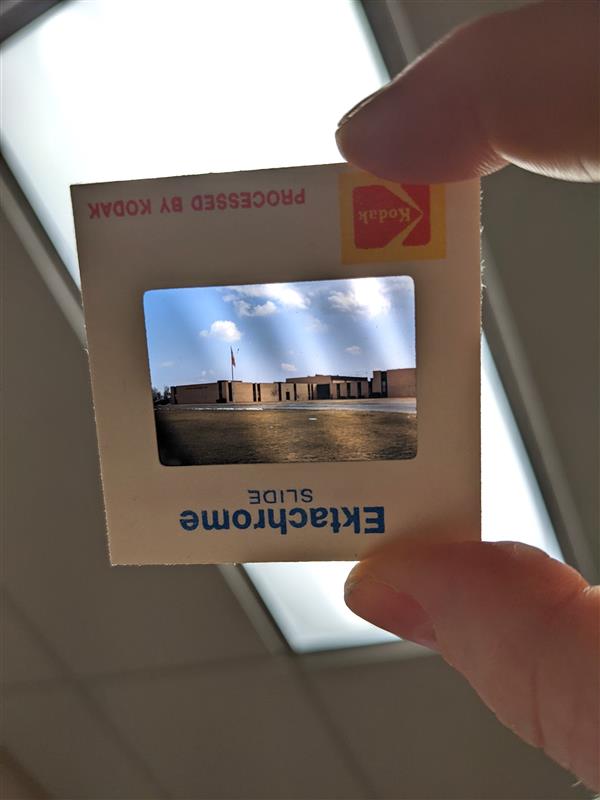 Ektachrome
SLIDE
Kodak
PROCESSED BY KODAK